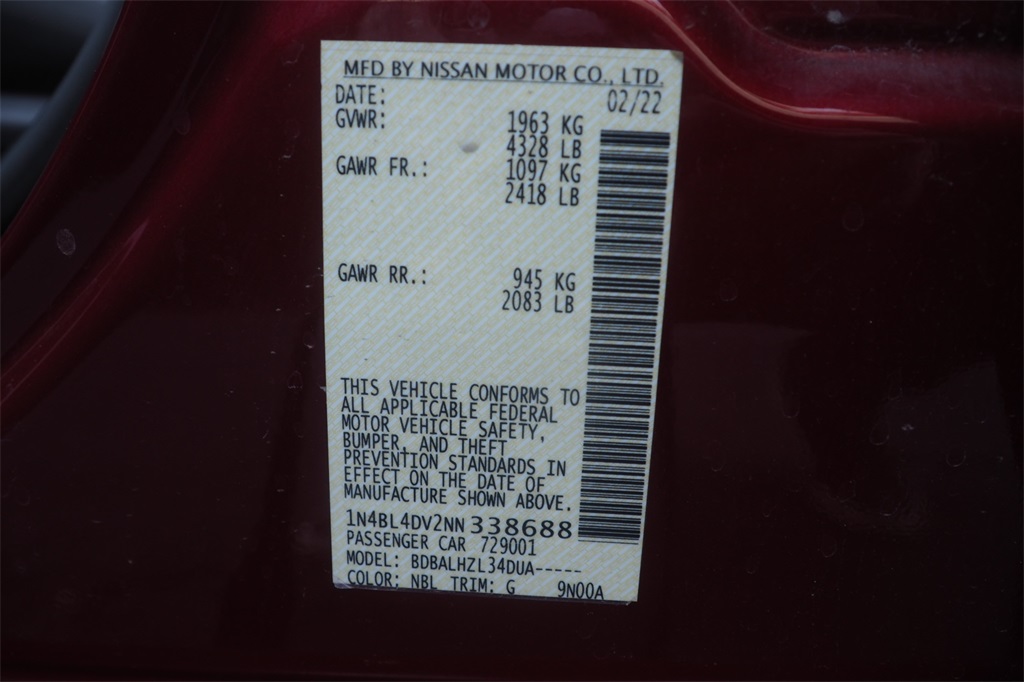 MFD BY NISSAN MOTOR CO., LTD.
DATE: 02/22
GVWR: 1963 KG
4328 LB
GAWR FR.: 1097 KG
2418 LB
GAWR RR.: 945 KG
2083 LB
THIS VEHICLE CONFORMS TO
ALL APPLICABLE FEDERAL
MOTOR VEHICLE SAFETY,
BUMPER, AND THEFT
PREVENTION STANDARDS IN
EFFECT ON THE DATE OF
MANUFACTURE SHOWN ABOVE.
1N4BL4DV2NN338688
PASSENGER CAR 729001
MODEL: BDBALHZL34DUA-----
COLOR: NBL TRIM: G 9N00A